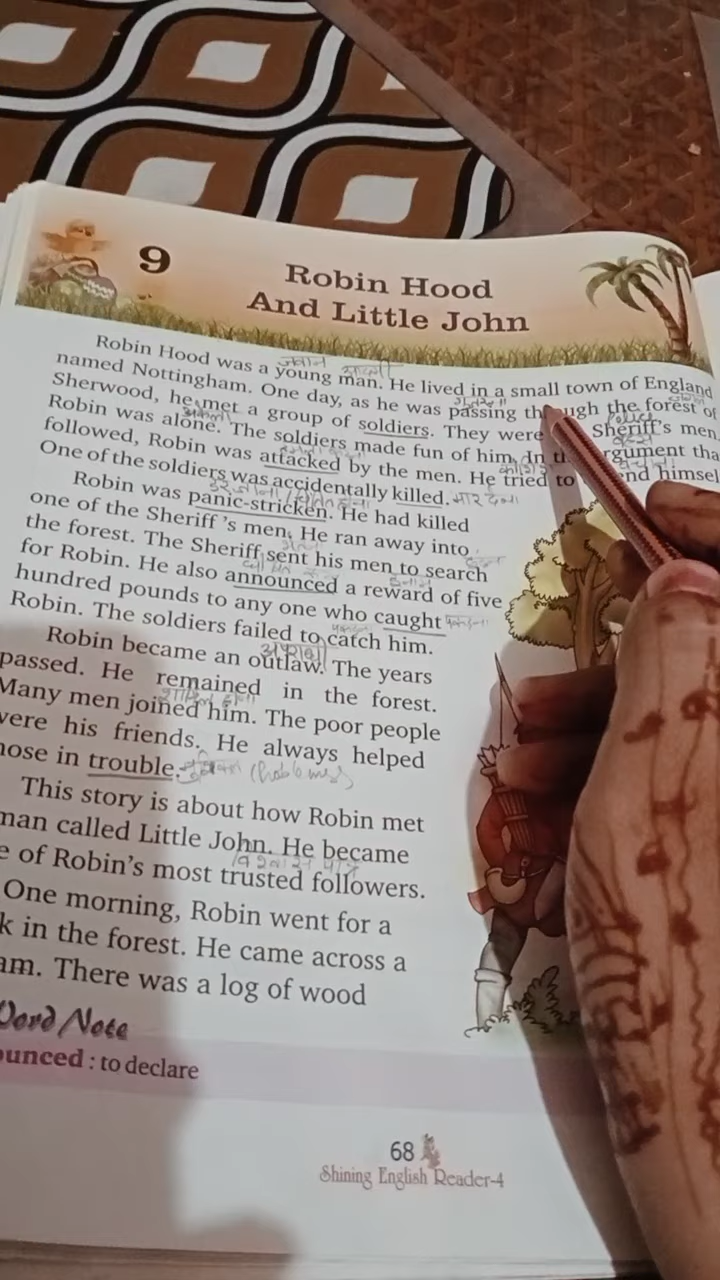 9
Robin Hood
And Little John
जवान आदमी
Robin Hood was a young man. He lived in a small town of England
named Nottingham. One day, as he was passing the forest of
Sherwood, he met a group of soldiers. They were Sheriff's men.
Police
अकेला
Robin was alone. The soldiers made fun of him. In
followed, Robin was attacked by the men. He tried to
One of the soldiers was accidentally killed. मार देना
Robin was panic-stricken. He had killed
one of the Sheriff's men. He ran away into
the forest. The Sheriff sent his men to search
for Robin. He also announced a reward of five
hundred pounds to any one who caught
Robin. The soldiers failed to catch him.
Robin became an outlaw. The years
passed. He remained in the forest.
Many men joined him. The poor people
were his friends. He always helped
in trouble.
This story is about how Robin met
man called Little John. He became
of Robin's most trusted followers.
One morning, Robin went for a
in the forest. He came across a
There was a log of wood
Word Note
: to declare
68
Shining English Reader-4